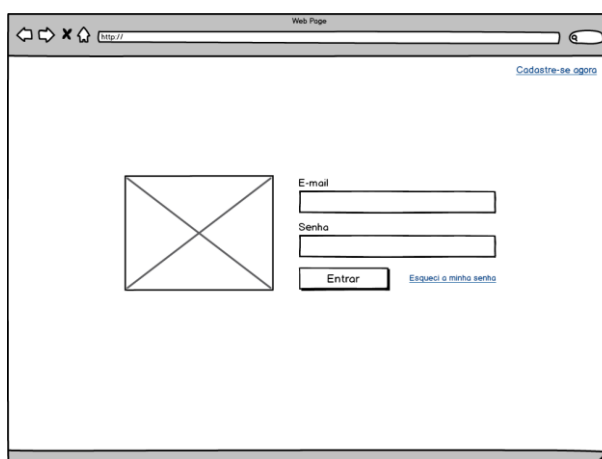 Web Page
http://
Cadastre-se agora
E-mail
Senha
Entrar
Esqueci a minha senha